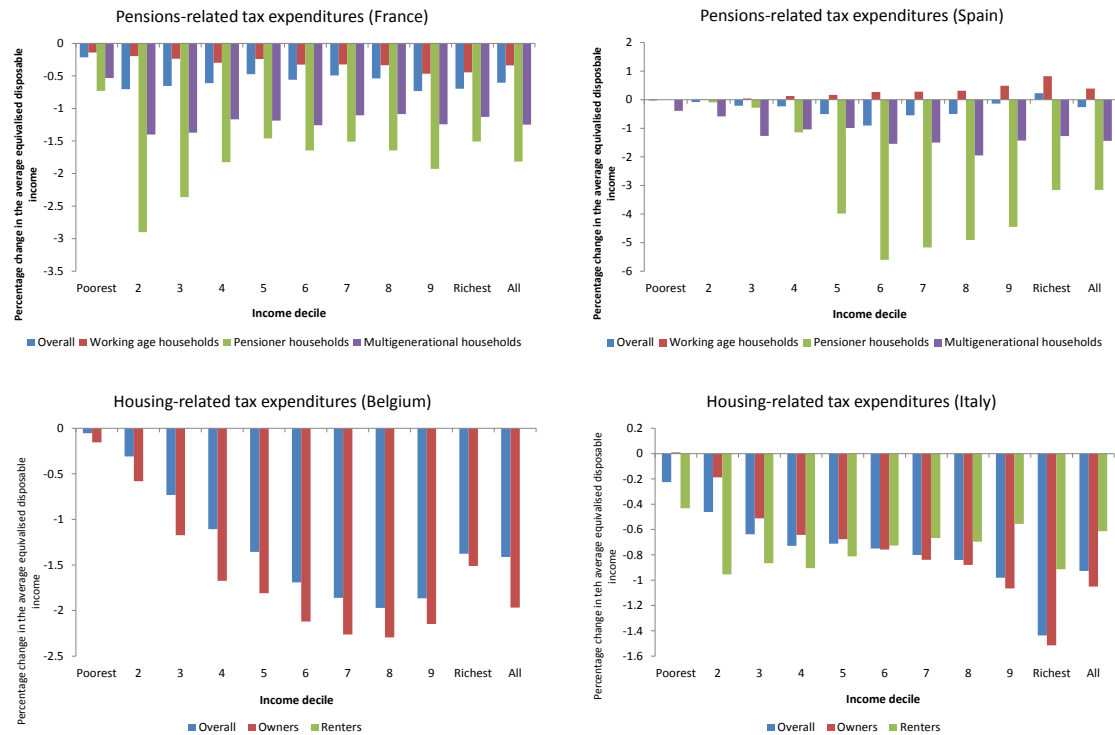 Pensions-related tax expenditures (France)
Percentage change in the average equivalised disposable
income
0
-0.5
-1
-1.5
-2
-2.5
-3
-3.5
Poorest 2 3 4 5 6 7 8 9 Richest All
Income decile
Overall Working age households Pensioner households Multigenerational households
Pensions-related tax expenditures (Spain)
Percentage change in the average equivalised disposbale
income
2
1
0
-1
-2
-3
-4
-5
-6
Poorest 2 3 4 5 6 7 8 9 Richest All
Income decile
Overall Working age households Pensioner households Multigenerational households
Housing-related tax expenditures (Belgium)
Percentage change in the average equivalised disposable
income
0
-0.5
-1
-1.5
-2
-2.5
Poorest 2 3 4 5 6 7 8 9 Richest All
Income decile
Overall Owners Renters
Housing-related tax expenditures (Italy)
Percentage change in teh average equivalised disposable
income
0.2
0
-0.2
-0.4
-0.6
-0.8
-1
-1.2
-1.4
-1.6
Poorest 2 3 4 5 6 7 8 9 Richest All
Income decile
Overall Owners Renters